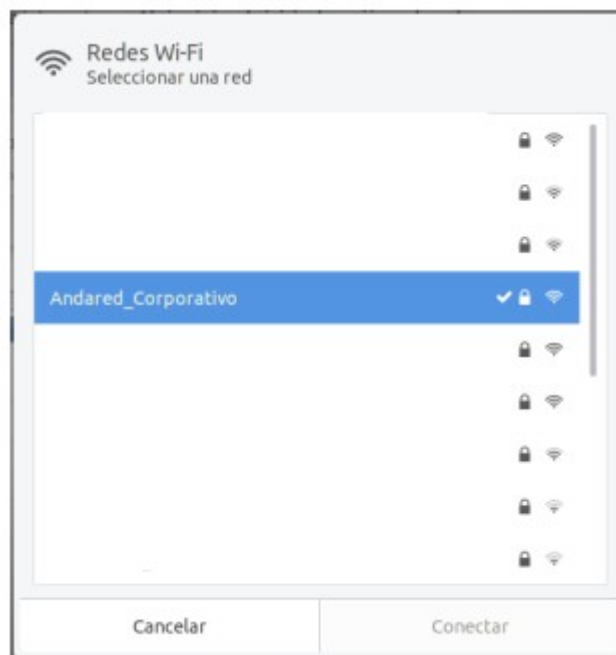 Redes Wi-Fi
Seleccionar una red
Andared_Corporativo
Cancelar
Conectar